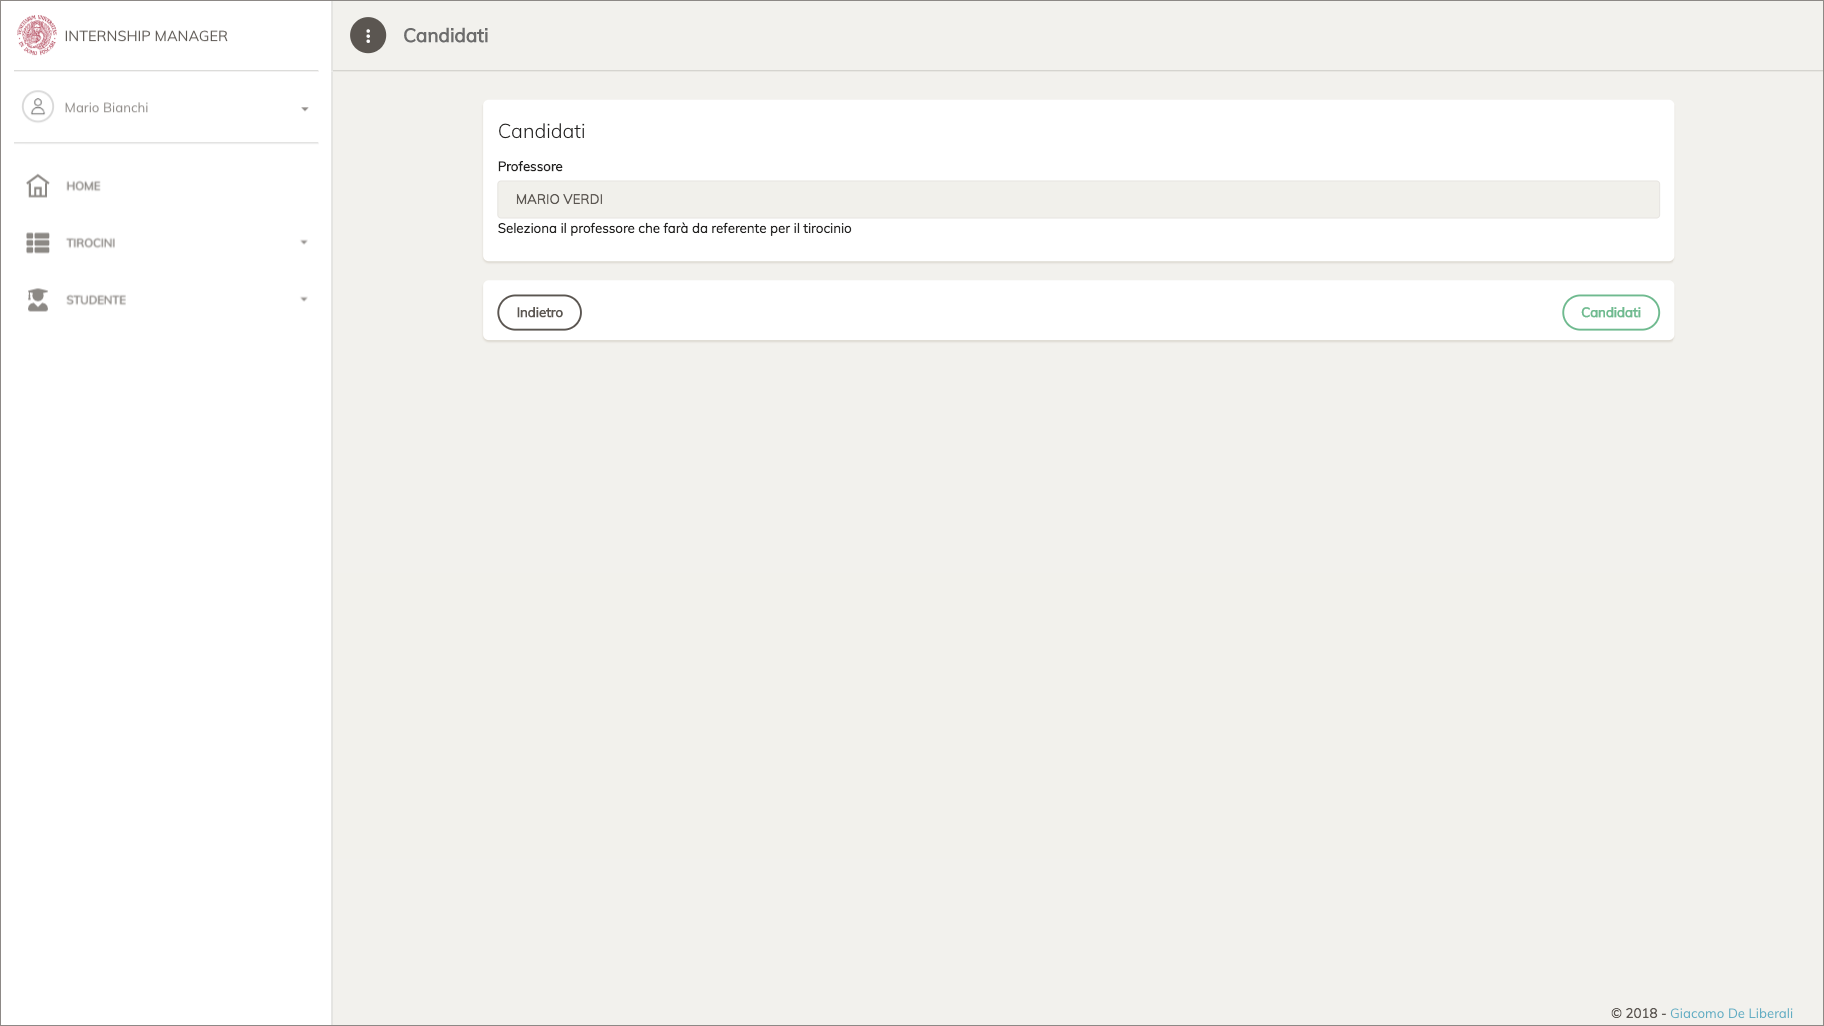 INTERNSHIP MANAGER
Mario Bianchi
HOME
TIROCINI
STUDENTE
Candidati
Candidati
Professore
MARIO VERDI
Seleziona il professore che farà da referente per il tirocinio
Indietro
Candidati
© 2018 - Giacomo De Liberali